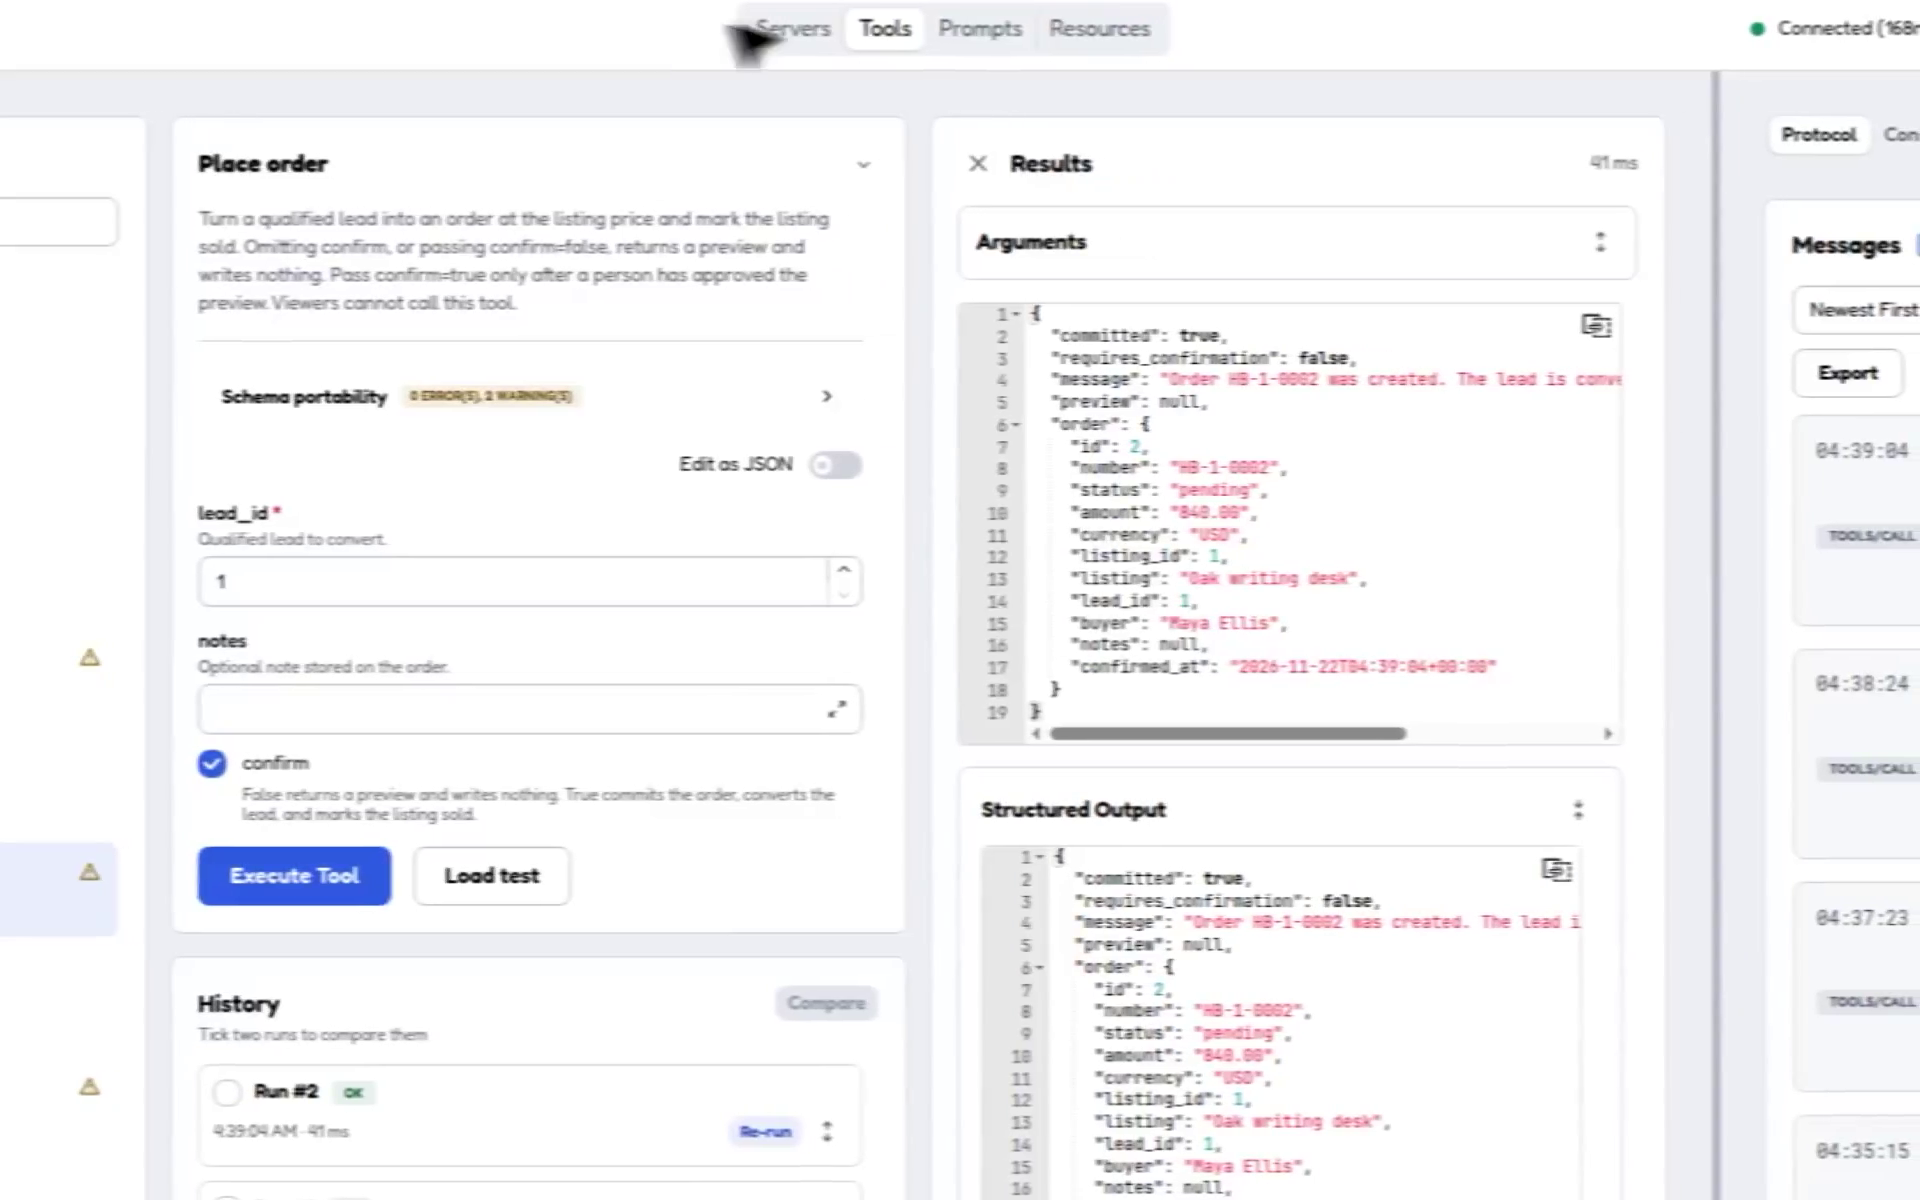 Servers Tools Prompts Resources
Connected (168
Place order
Turn a qualified lead into an order at the listing price and mark the listing
sold. Omitting confirm, or passing confirm=false, returns a preview and
writes nothing. Pass confirm=true only after a person has approved the
preview. Viewers cannot call this tool.
Schema portability 0 ERROR(S), 2 WARNING(S)
Edit as JSON
lead_id *
Qualified lead to convert.
1
notes
Optional note stored on the order.
confirm
False returns a preview and writes nothing. True commits the order, converts the
lead, and marks the listing sold.
Execute Tool Load test
History Compare
Tick two runs to compare them
Run #2 OK
4:39:04 AM · 41 ms Re-run
Results 41 ms
Arguments
1 {
2 "committed": true,
3 "requires_confirmation": false,
4 "message": "Order HB-1-0002 was created. The lead is conve
5 "preview": null,
6 "order": {
7 "id": 2,
8 "number": "HB-1-0002",
9 "status": "pending",
10 "amount": "840.00",
11 "currency": "USD",
12 "listing_id": 1,
13 "listing": "Oak writing desk",
14 "lead_id": 1,
15 "buyer": "Maya Ellis",
16 "notes": null,
17 "confirmed_at": "2026-11-22T04:39:04+00:00"
18 }
19 }
Structured Output
1 {
2 "committed": true,
3 "requires_confirmation": false,
4 "message": "Order HB-1-0002 was created. The lead i
5 "preview": null,
6 "order": {
7 "id": 2,
8 "number": "HB-1-0002",
9 "status": "pending",
10 "amount": "840.00",
11 "currency": "USD",
12 "listing_id": 1,
13 "listing": "Oak writing desk",
14 "lead_id": 1,
15 "buyer": "Maya Ellis",
16 "notes": null,
Protocol Con
Messages
Newest First
Export
04:39:04
TOOLS/CALL
04:38:24
TOOLS/CALL
04:37:23
TOOLS/CALL
04:35:15